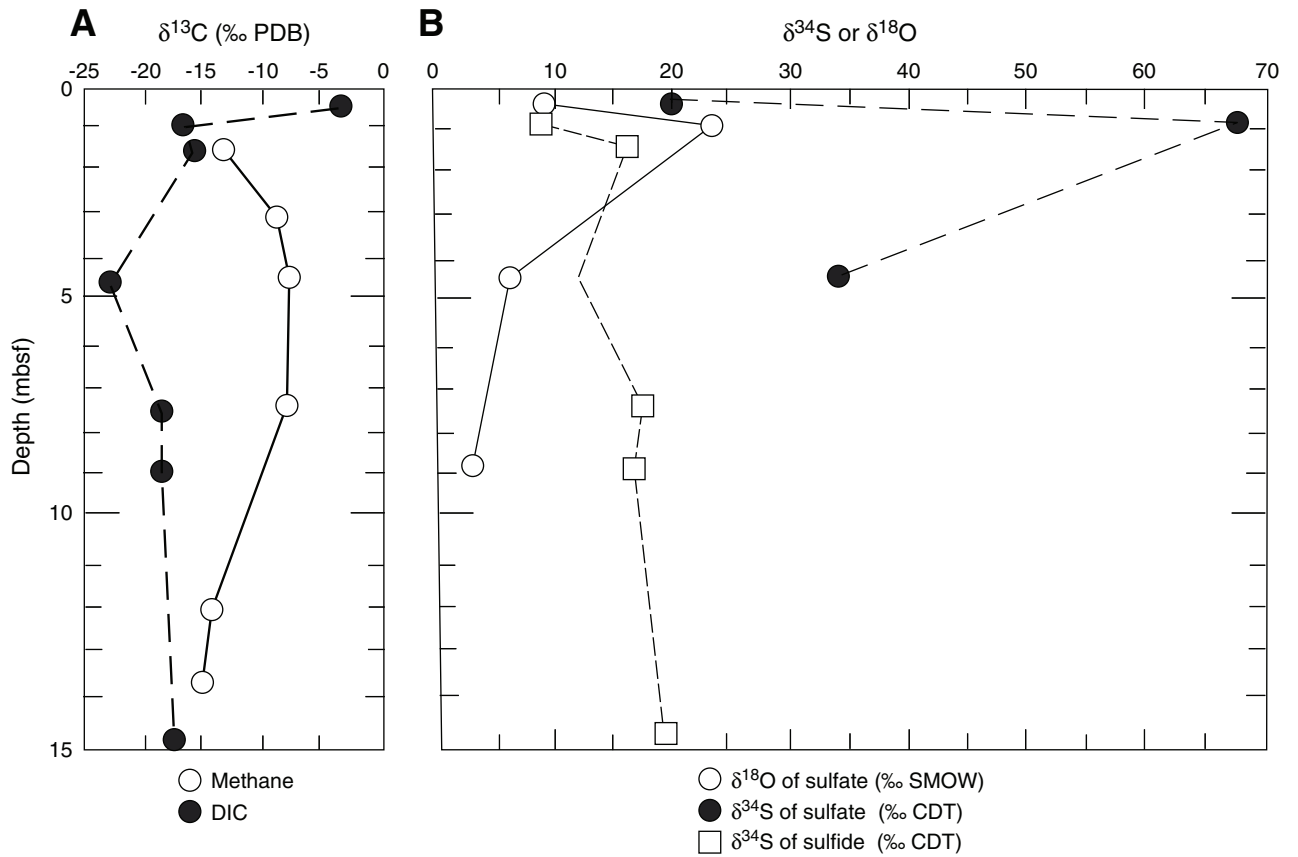 A
δ13C (‰ PDB)
-25 -20 -15 -10 -5 0
0
5
10
15
Depth (mbsf)
Methane
DIC
B
δ34S or δ18O
0 10 20 30 40 50 60 70
δ18O of sulfate (‰ SMOW)
δ34S of sulfate (‰ CDT)
δ34S of sulfide (‰ CDT)